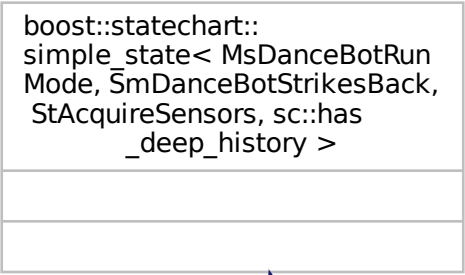 boost::statechart::
simple_state< MsDanceBotRun
Mode, SmDanceBotStrikesBack,
StAcquireSensors, sc::has
_deep_history >